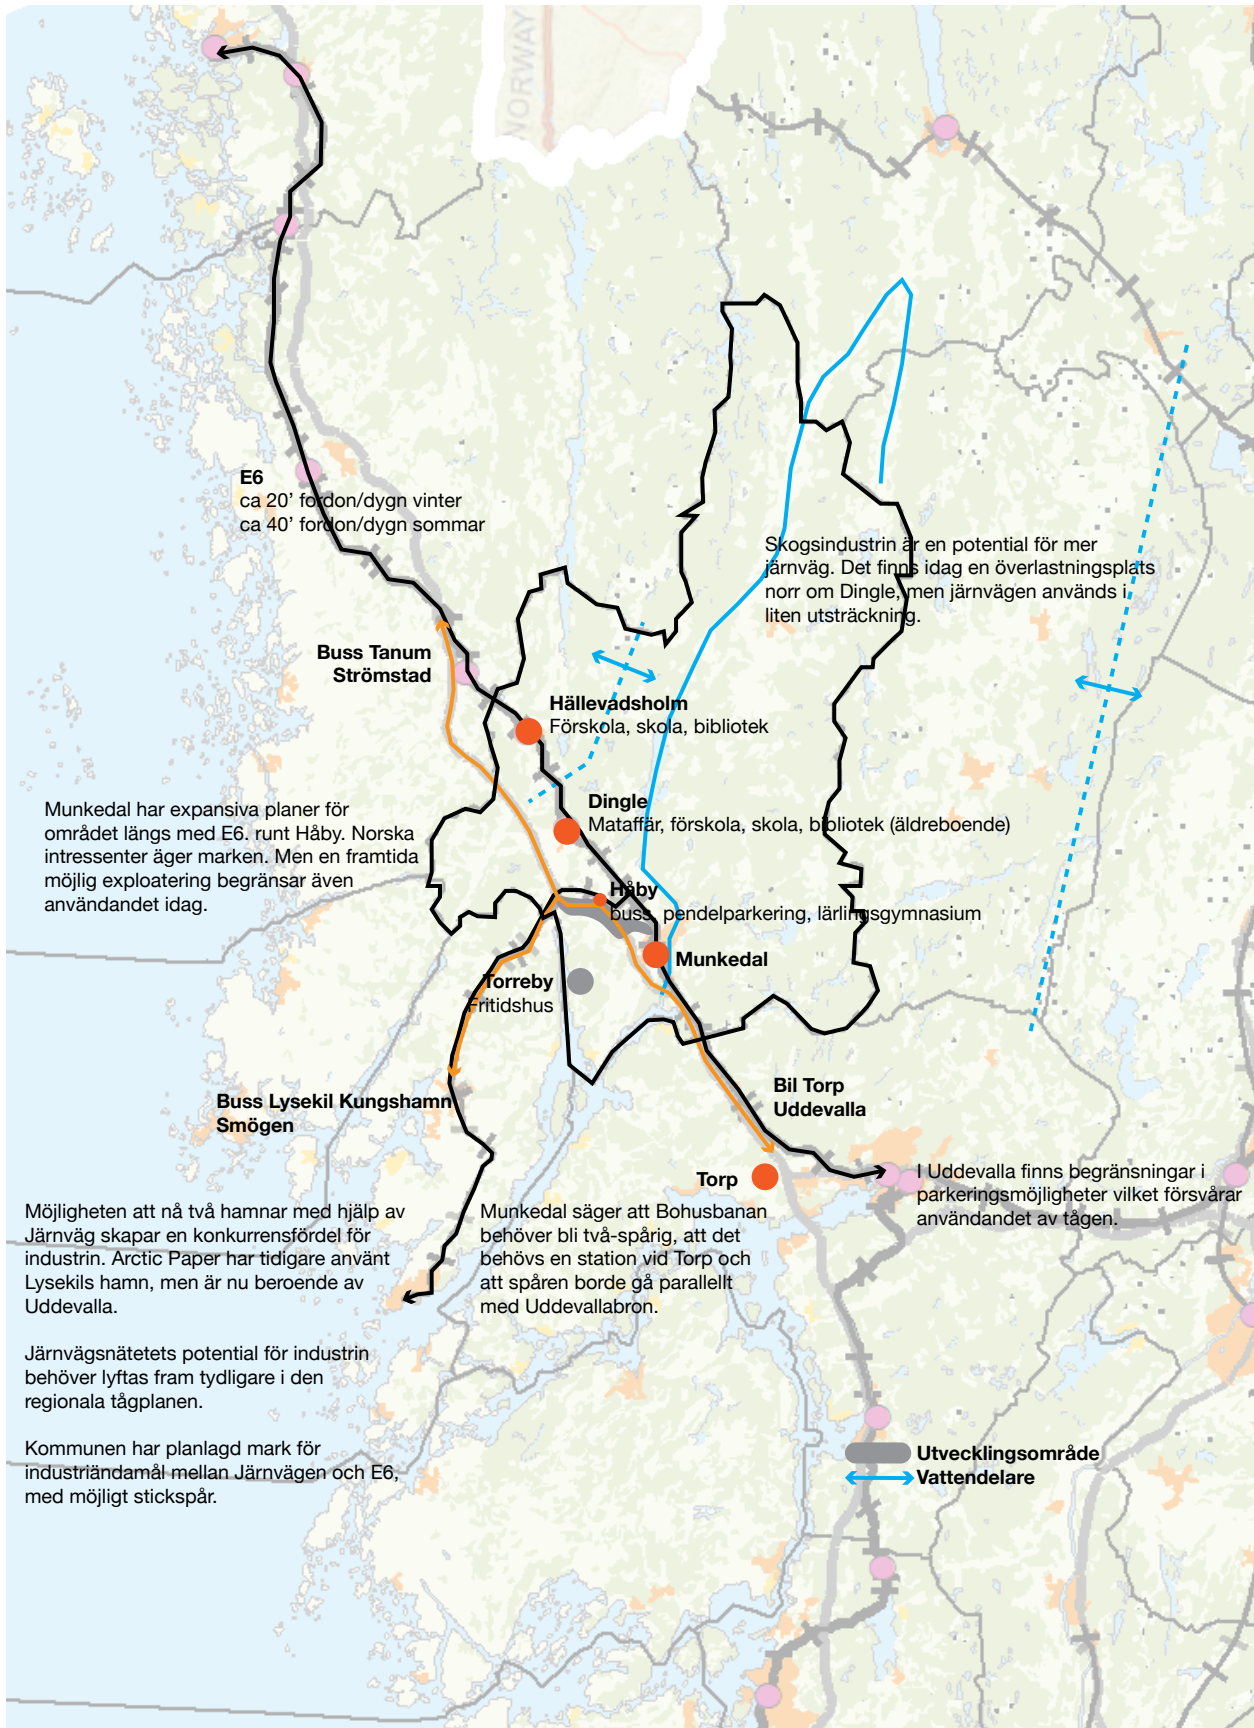 NORWAY
E6
ca 20’ fordon/dygn vinter
ca 40’ fordon/dygn sommar
Skogsindustrin är en potential för mer
järnväg. Det finns idag en överlastningsplats
norr om Dingle, men järnvägen används i
liten utsträckning.
Buss Tanum
Strömstad
Hällevadsholm
Förskola, skola, bibliotek
Dingle
Mataffär, förskola, skola, bibliotek (äldreboende)
Munkedal har expansiva planer för
området längs med E6. runt Håby. Norska
intressenter äger marken. Men en framtida
möjlig exploatering begränsar även
användandet idag.
Håby
buss, pendelparkering, lärlingsgymnasium
Munkedal
Torreby
Fritidshus
Buss Lysekil Kungshamn
Smögen
Bil Torp
Uddevalla
Torp
I Uddevalla finns begränsningar i
parkeringsmöjligheter vilket försvårar
användandet av tågen.
Möjligheten att nå två hamnar med hjälp av
Järnväg skapar en konkurrensfördel för
industrin. Arctic Paper har tidigare använt
Lysekils hamn, men är nu beroende av
Uddevalla.
Munkedal säger att Bohusbanan
behöver bli två-spårig, att det
behövs en station vid Torp och
att spåren borde gå parallellt
med Uddevallabron.
Järnvägsnätetets potential för industrin
behöver lyftas fram tydligare i den
regionala tågplanen.
Kommunen har planlagd mark för
industriändamål mellan Järnvägen och E6,
med möjligt stickspår.
Utvecklingsområde
Vattendelare